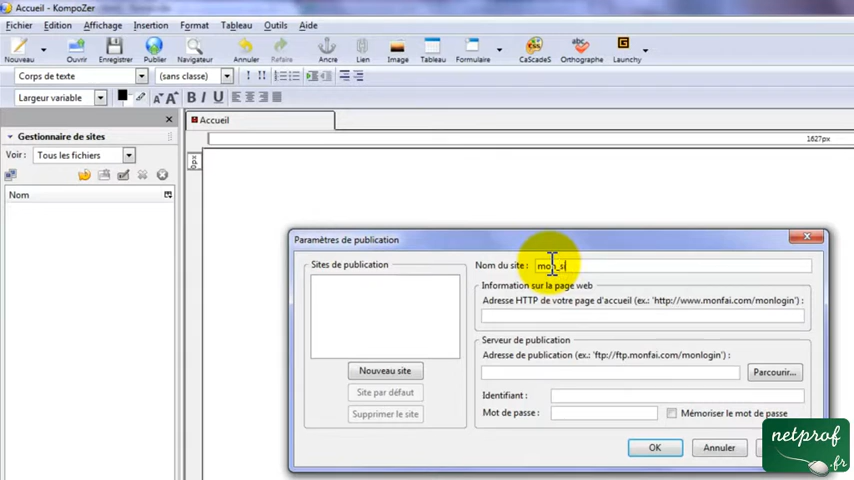 Accueil - KompoZer
Fichier Edition Affichage Insertion Format Tableau Outils Aide
Nouveau Ouvrir Enregistrer Publier Navigateur Annuler Refaire Ancre Lien Image Tableau Formulaire CaScadeS Orthographe Launchy
Corps de texte (sans classe)
Largeur variable A A B I U
Gestionnaire de sites
Voir : Tous les fichiers
Nom
Accueil
1627px
0px
Paramètres de publication
Sites de publication
Nouveau site
Site par défaut
Supprimer le site
Nom du site : mon_si
Information sur la page web
Adresse HTTP de votre page d'accueil (ex.: 'http://www.monfai.com/monlogin') :
Serveur de publication
Adresse de publication (ex.: 'ftp://ftp.monfai.com/monlogin') :
Parcourir...
Identifiant :
Mot de passe : Mémoriser le mot de passe
OK Annuler
netprof
.fr